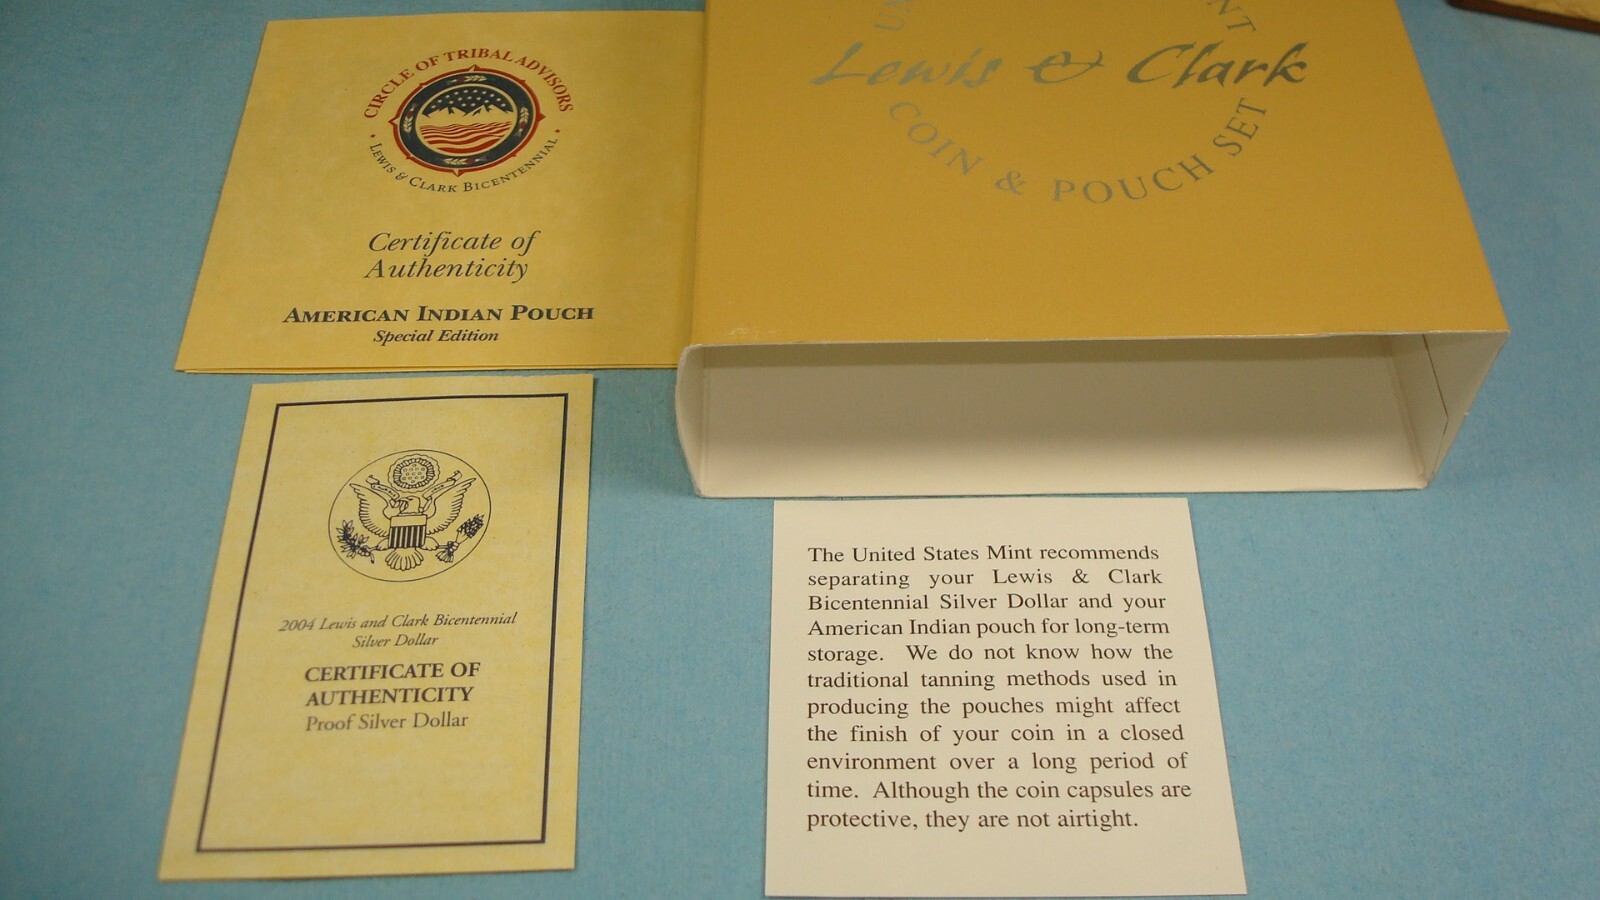 CIRCLE OF TRIBAL ADVISORS
• LEWIS & CLARK BICENTENNIAL •
Certificate of
Authenticity
AMERICAN INDIAN POUCH
Special Edition
Lewis & Clark
COIN & POUCH SET
2004 Lewis and Clark Bicentennial
Silver Dollar
CERTIFICATE OF
AUTHENTICITY
Proof Silver Dollar
The United States Mint recommends
separating your Lewis & Clark
Bicentennial Silver Dollar and your
American Indian pouch for long-term
storage. We do not know how the
traditional tanning methods used in
producing the pouches might affect
the finish of your coin in a closed
environment over a long period of
time. Although the coin capsules are
protective, they are not airtight.